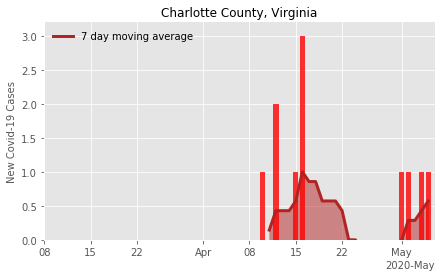 Charlotte County, Virginia
7 day moving average
New Covid-19 Cases
3.0
2.5
2.0
1.5
1.0
0.5
0.0
08 15 22 Apr 08 15 22 May
2020-May